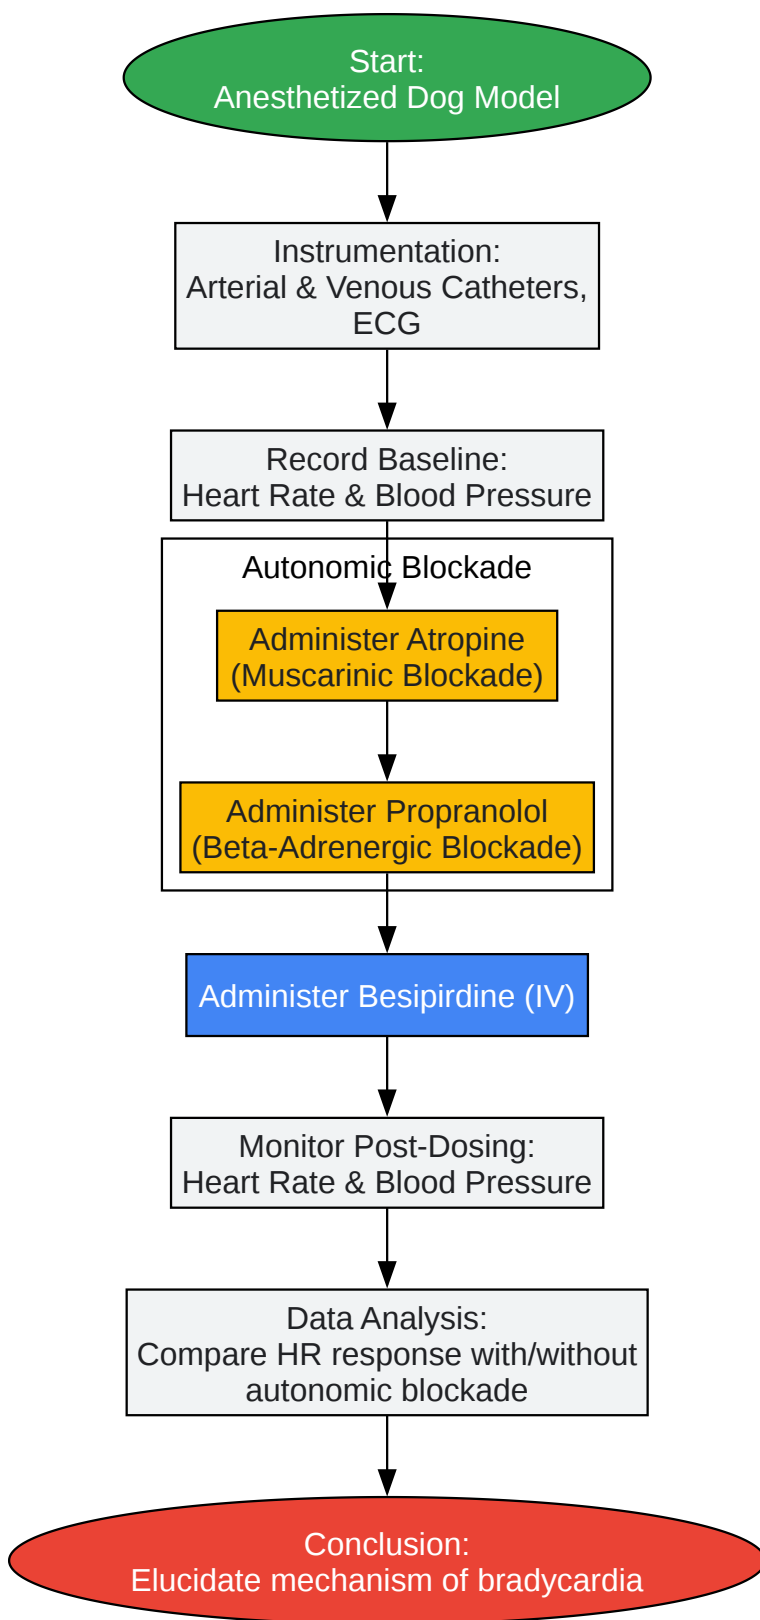 Start:
Anesthetized Dog Model
Instrumentation:
Arterial & Venous Catheters,
ECG
Record Baseline:
Heart Rate & Blood Pressure
Autonomic Blockade
Administer Atropine
(Muscarinic Blockade)
Administer Propranolol
(Beta-Adrenergic Blockade)
Administer Besipirdine (IV)
Monitor Post-Dosing:
Heart Rate & Blood Pressure
Data Analysis:
Compare HR response with/without
autonomic blockade
Conclusion:
Elucidate mechanism of bradycardia